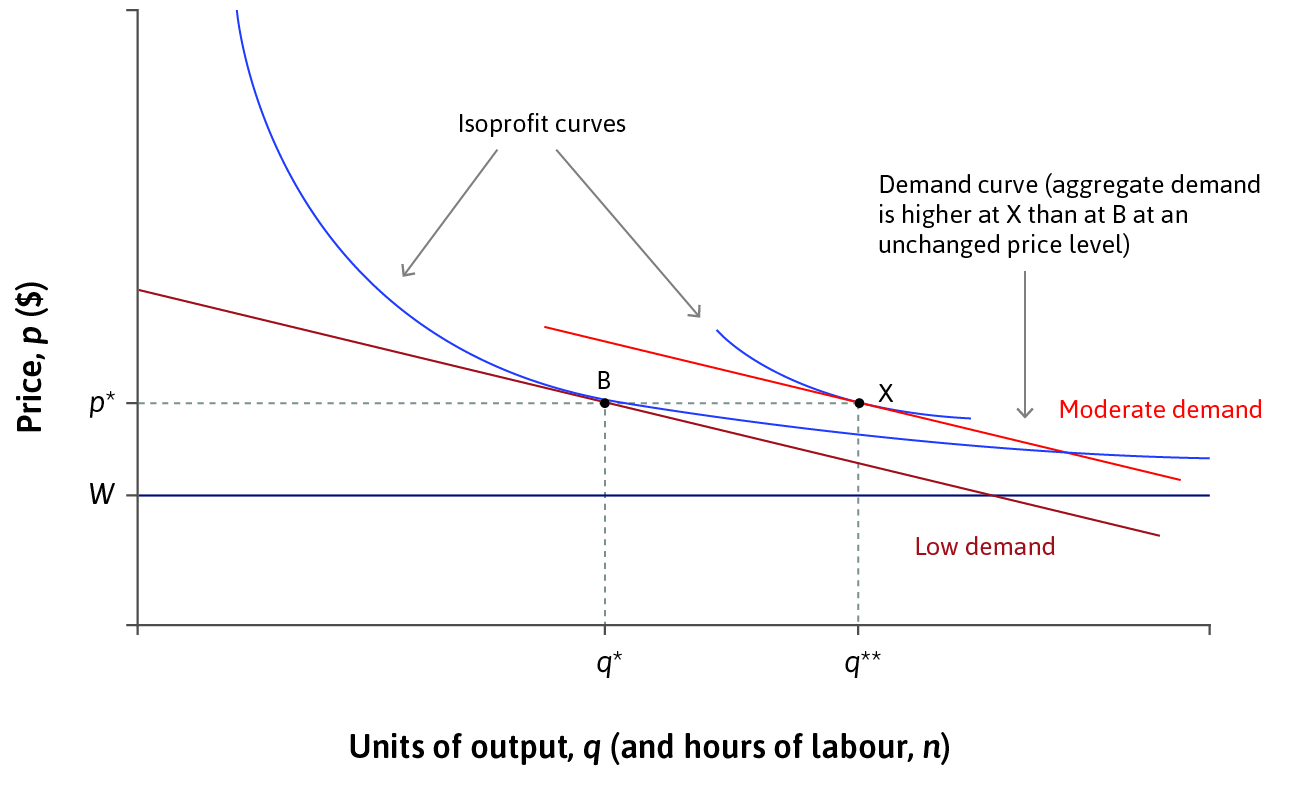 Isoprofit curves
Demand curve (aggregate demand
is higher at X than at B at an
unchanged price level)
Price, p ($)
B
X
p*
Moderate demand
W
Low demand
q*
q**
Units of output, q (and hours of labour, n)